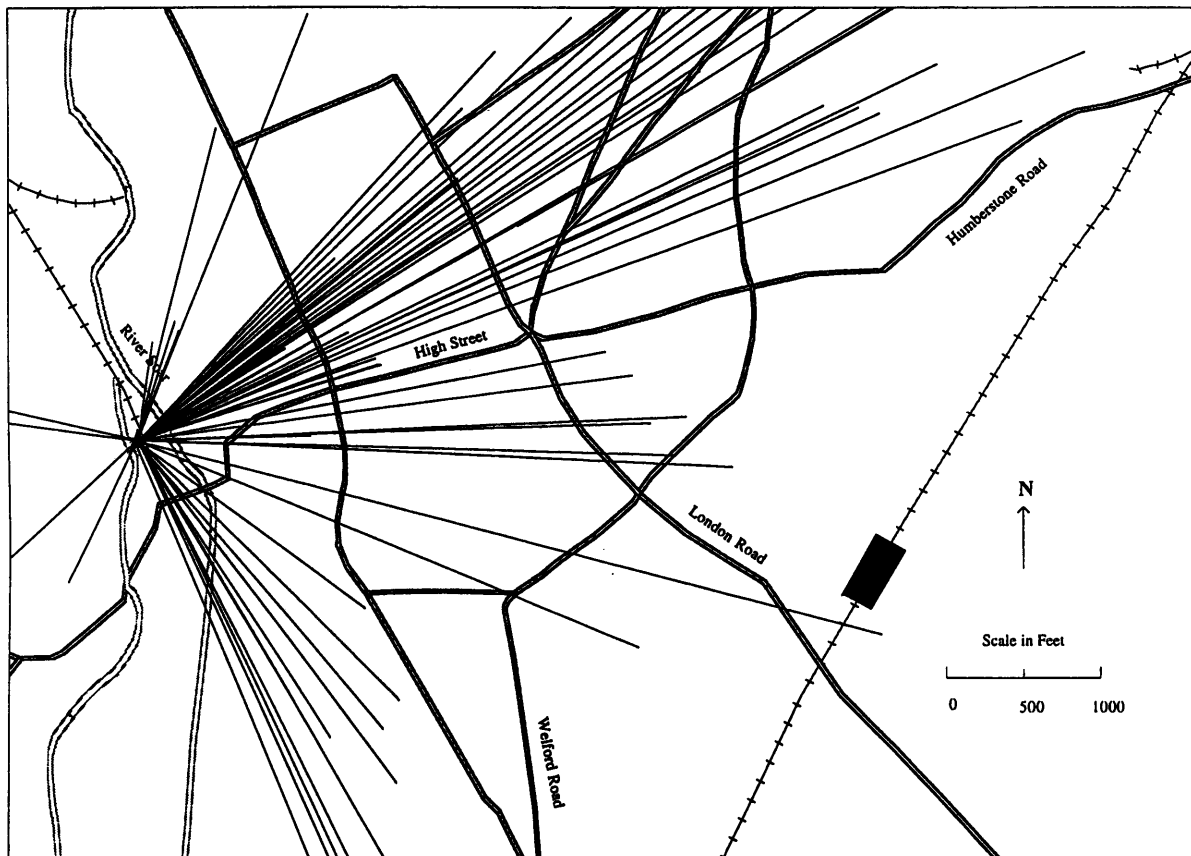 Humberstone Road
River
High Street
N
London Road
Scale in Feet
0 500 1000
Welford Road